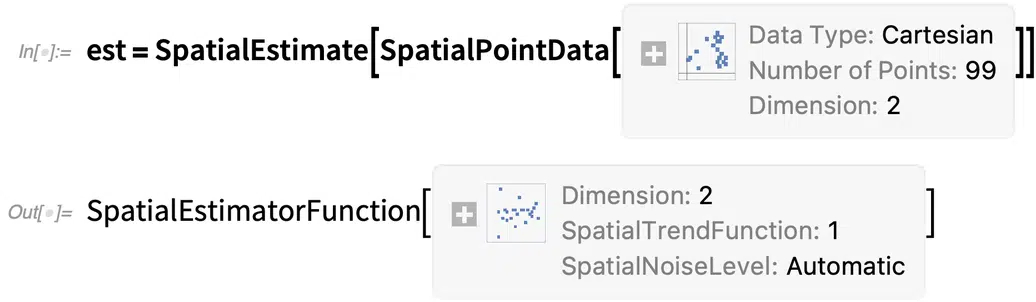 In[•]:= est = SpatialEstimate[SpatialPointData[ Data Type: Cartesian
Number of Points: 99
Dimension: 2 ]]
Out[•]= SpatialEstimatorFunction[ Dimension: 2
SpatialTrendFunction: 1
SpatialNoiseLevel: Automatic ]